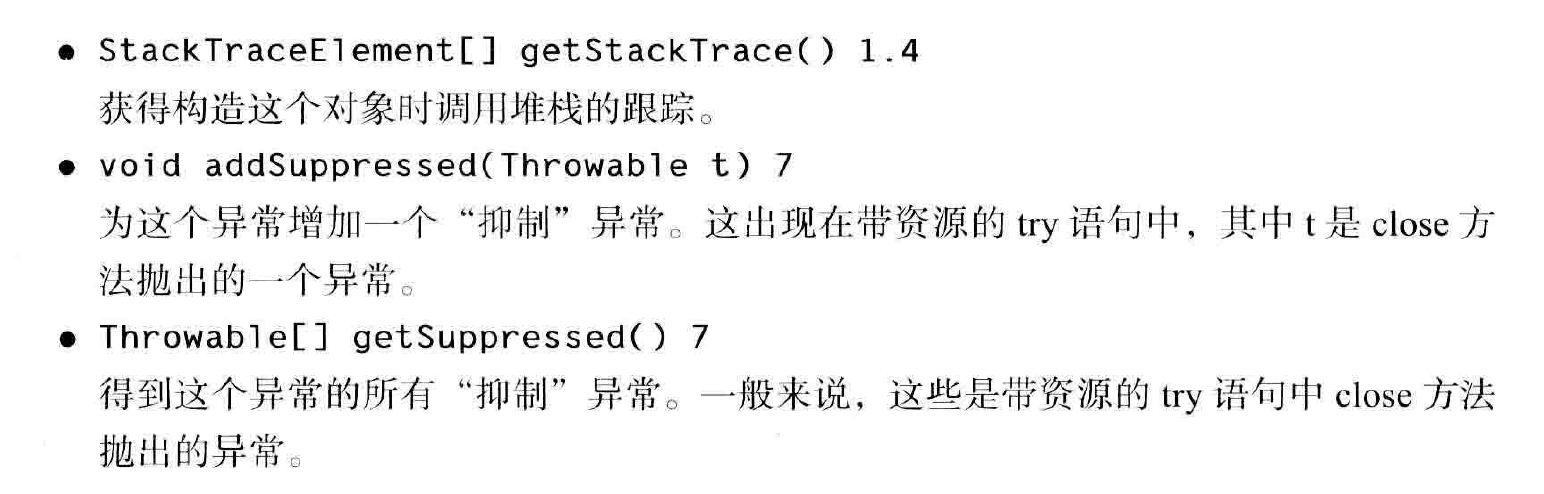 ● StackTraceElement[] getStackTrace() 1.4
获得构造这个对象时调用堆栈的跟踪。
● void addSuppressed(Throwable t) 7
为这个异常增加一个“抑制”异常。这出现在带资源的 try 语句中，其中 t 是 close 方
法抛出的一个异常。
● Throwable[] getSuppressed() 7
得到这个异常的所有“抑制”异常。一般来说，这些是带资源的 try 语句中 close 方法
抛出的异常。